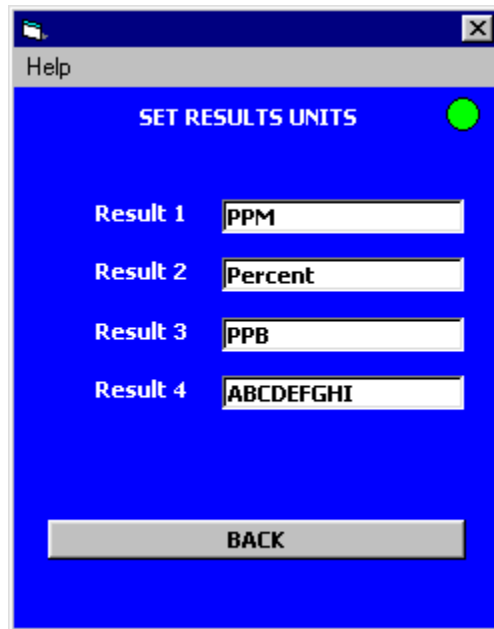 Help
SET RESULTS UNITS
Result 1 PPM
Result 2 Percent
Result 3 PPB
Result 4 ABCDEFGHI
BACK